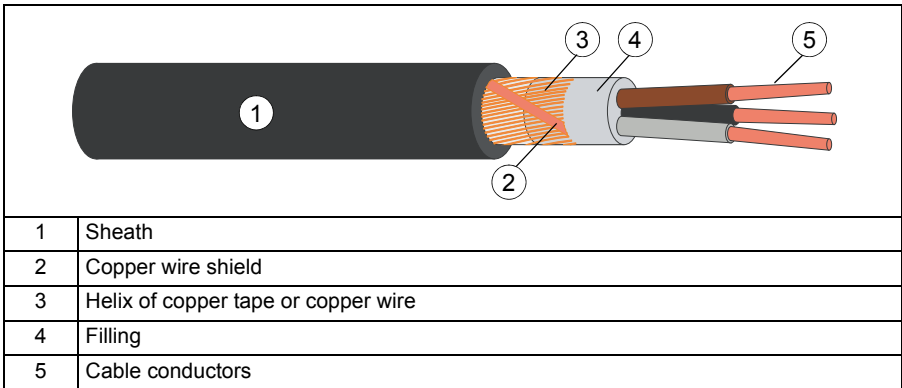 3
4
5
1
2
1 Sheath
2 Copper wire shield
3 Helix of copper tape or copper wire
4 Filling
5 Cable conductors